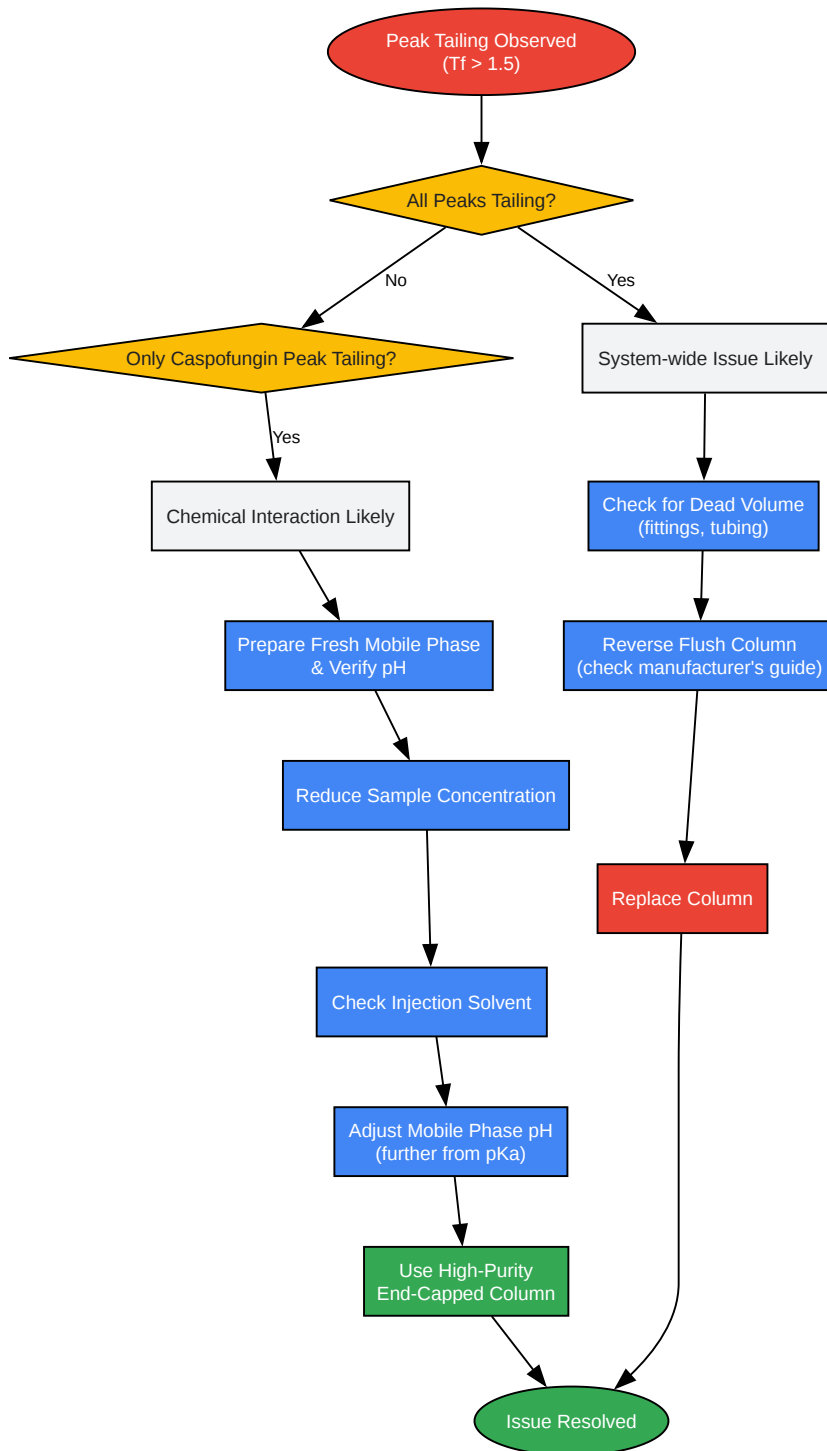 Peak Tailing Observed
(Tf > 1.5)
All Peaks Tailing?
No
Yes
Only Caspofungin Peak Tailing?
System-wide Issue Likely
Yes
Chemical Interaction Likely
Check for Dead Volume
(fittings, tubing)
Prepare Fresh Mobile Phase
& Verify pH
Reverse Flush Column
(check manufacturer's guide)
Reduce Sample Concentration
Replace Column
Check Injection Solvent
Adjust Mobile Phase pH
(further from pKa)
Use High-Purity
End-Capped Column
Issue Resolved